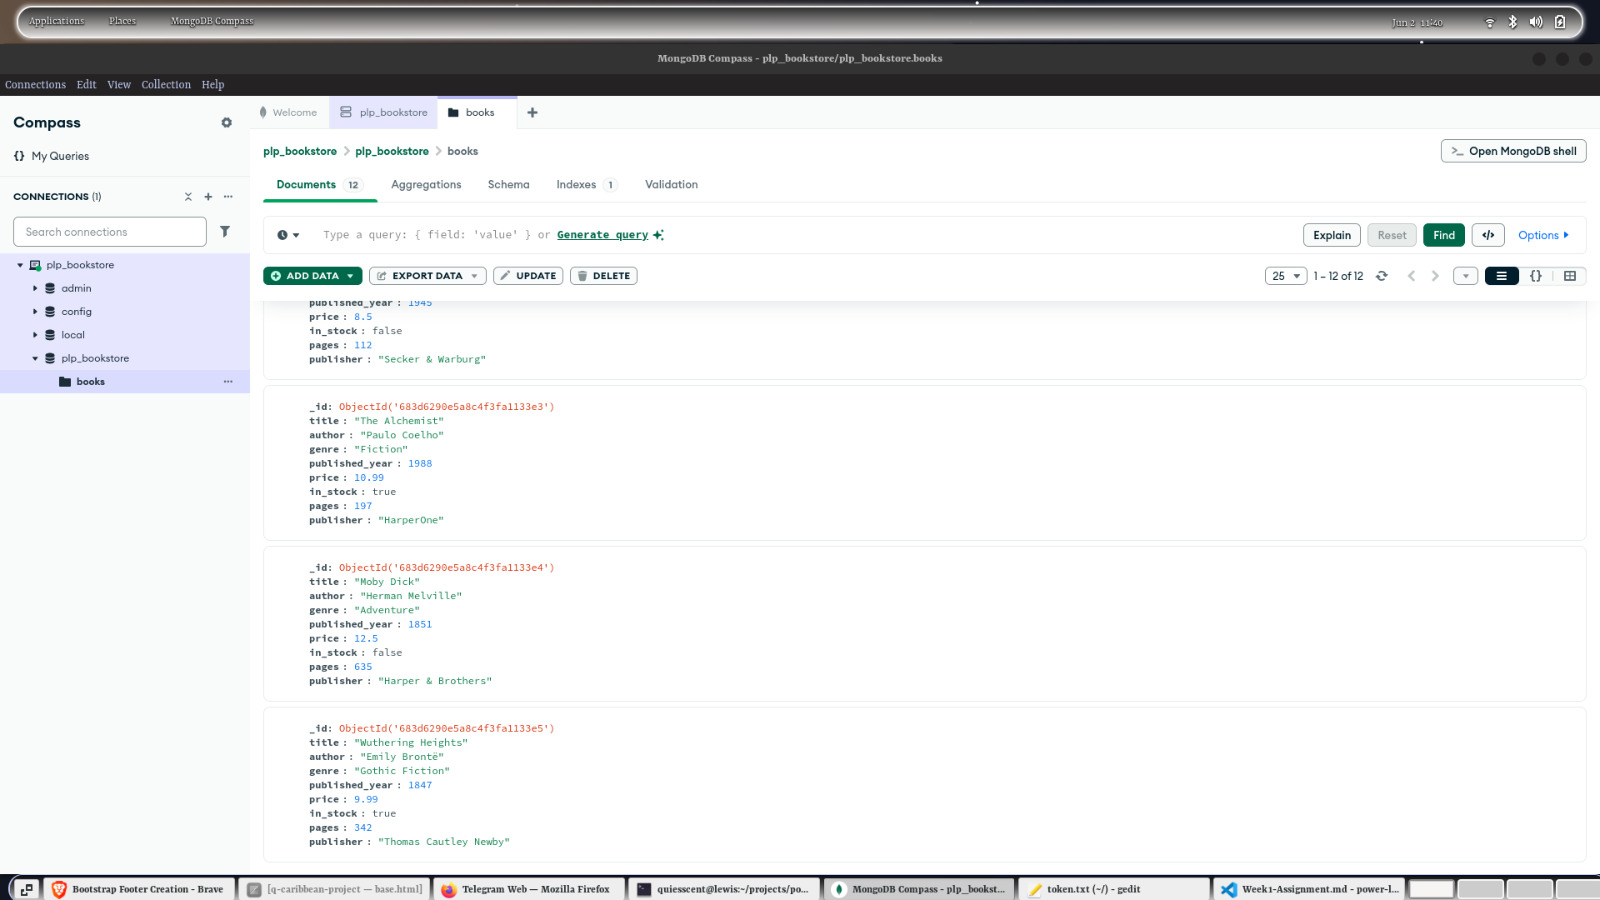 Applications Places MongoDB Compass Jun 2 11:40
MongoDB Compass - plp_bookstore/plp_bookstore.books
Connections Edit View Collection Help
Compass
My Queries
CONNECTIONS (1)
Search connections
plp_bookstore
admin
config
local
plp_bookstore
books
Welcome plp_bookstore books
plp_bookstore > plp_bookstore > books
>_ Open MongoDB shell
Documents 12 Aggregations Schema Indexes 1 Validation
Type a query: { field: 'value' } or Generate query
Explain Reset Find </> Options
ADD DATA EXPORT DATA UPDATE DELETE
25 1 – 12 of 12
published_year : 1945
price : 8.5
in_stock : false
pages : 112
publisher : "Secker & Warburg"
_id: ObjectId('683d6290e5a8c4f3fa1133e3')
title : "The Alchemist"
author : "Paulo Coelho"
genre : "Fiction"
published_year : 1988
price : 10.99
in_stock : true
pages : 197
publisher : "HarperOne"
_id: ObjectId('683d6290e5a8c4f3fa1133e4')
title : "Moby Dick"
author : "Herman Melville"
genre : "Adventure"
published_year : 1851
price : 12.5
in_stock : false
pages : 635
publisher : "Harper & Brothers"
_id: ObjectId('683d6290e5a8c4f3fa1133e5')
title : "Wuthering Heights"
author : "Emily Brontë"
genre : "Gothic Fiction"
published_year : 1847
price : 9.99
in_stock : true
pages : 342
publisher : "Thomas Cautley Newby"
Bootstrap Footer Creation - Brave [q-caribbean-project — base.html] Telegram Web — Mozilla Firefox quiesscent@lewis:~/projects/po... MongoDB Compass - plp_bookst... token.txt (~/) - gedit Week1-Assignment.md - power-l...